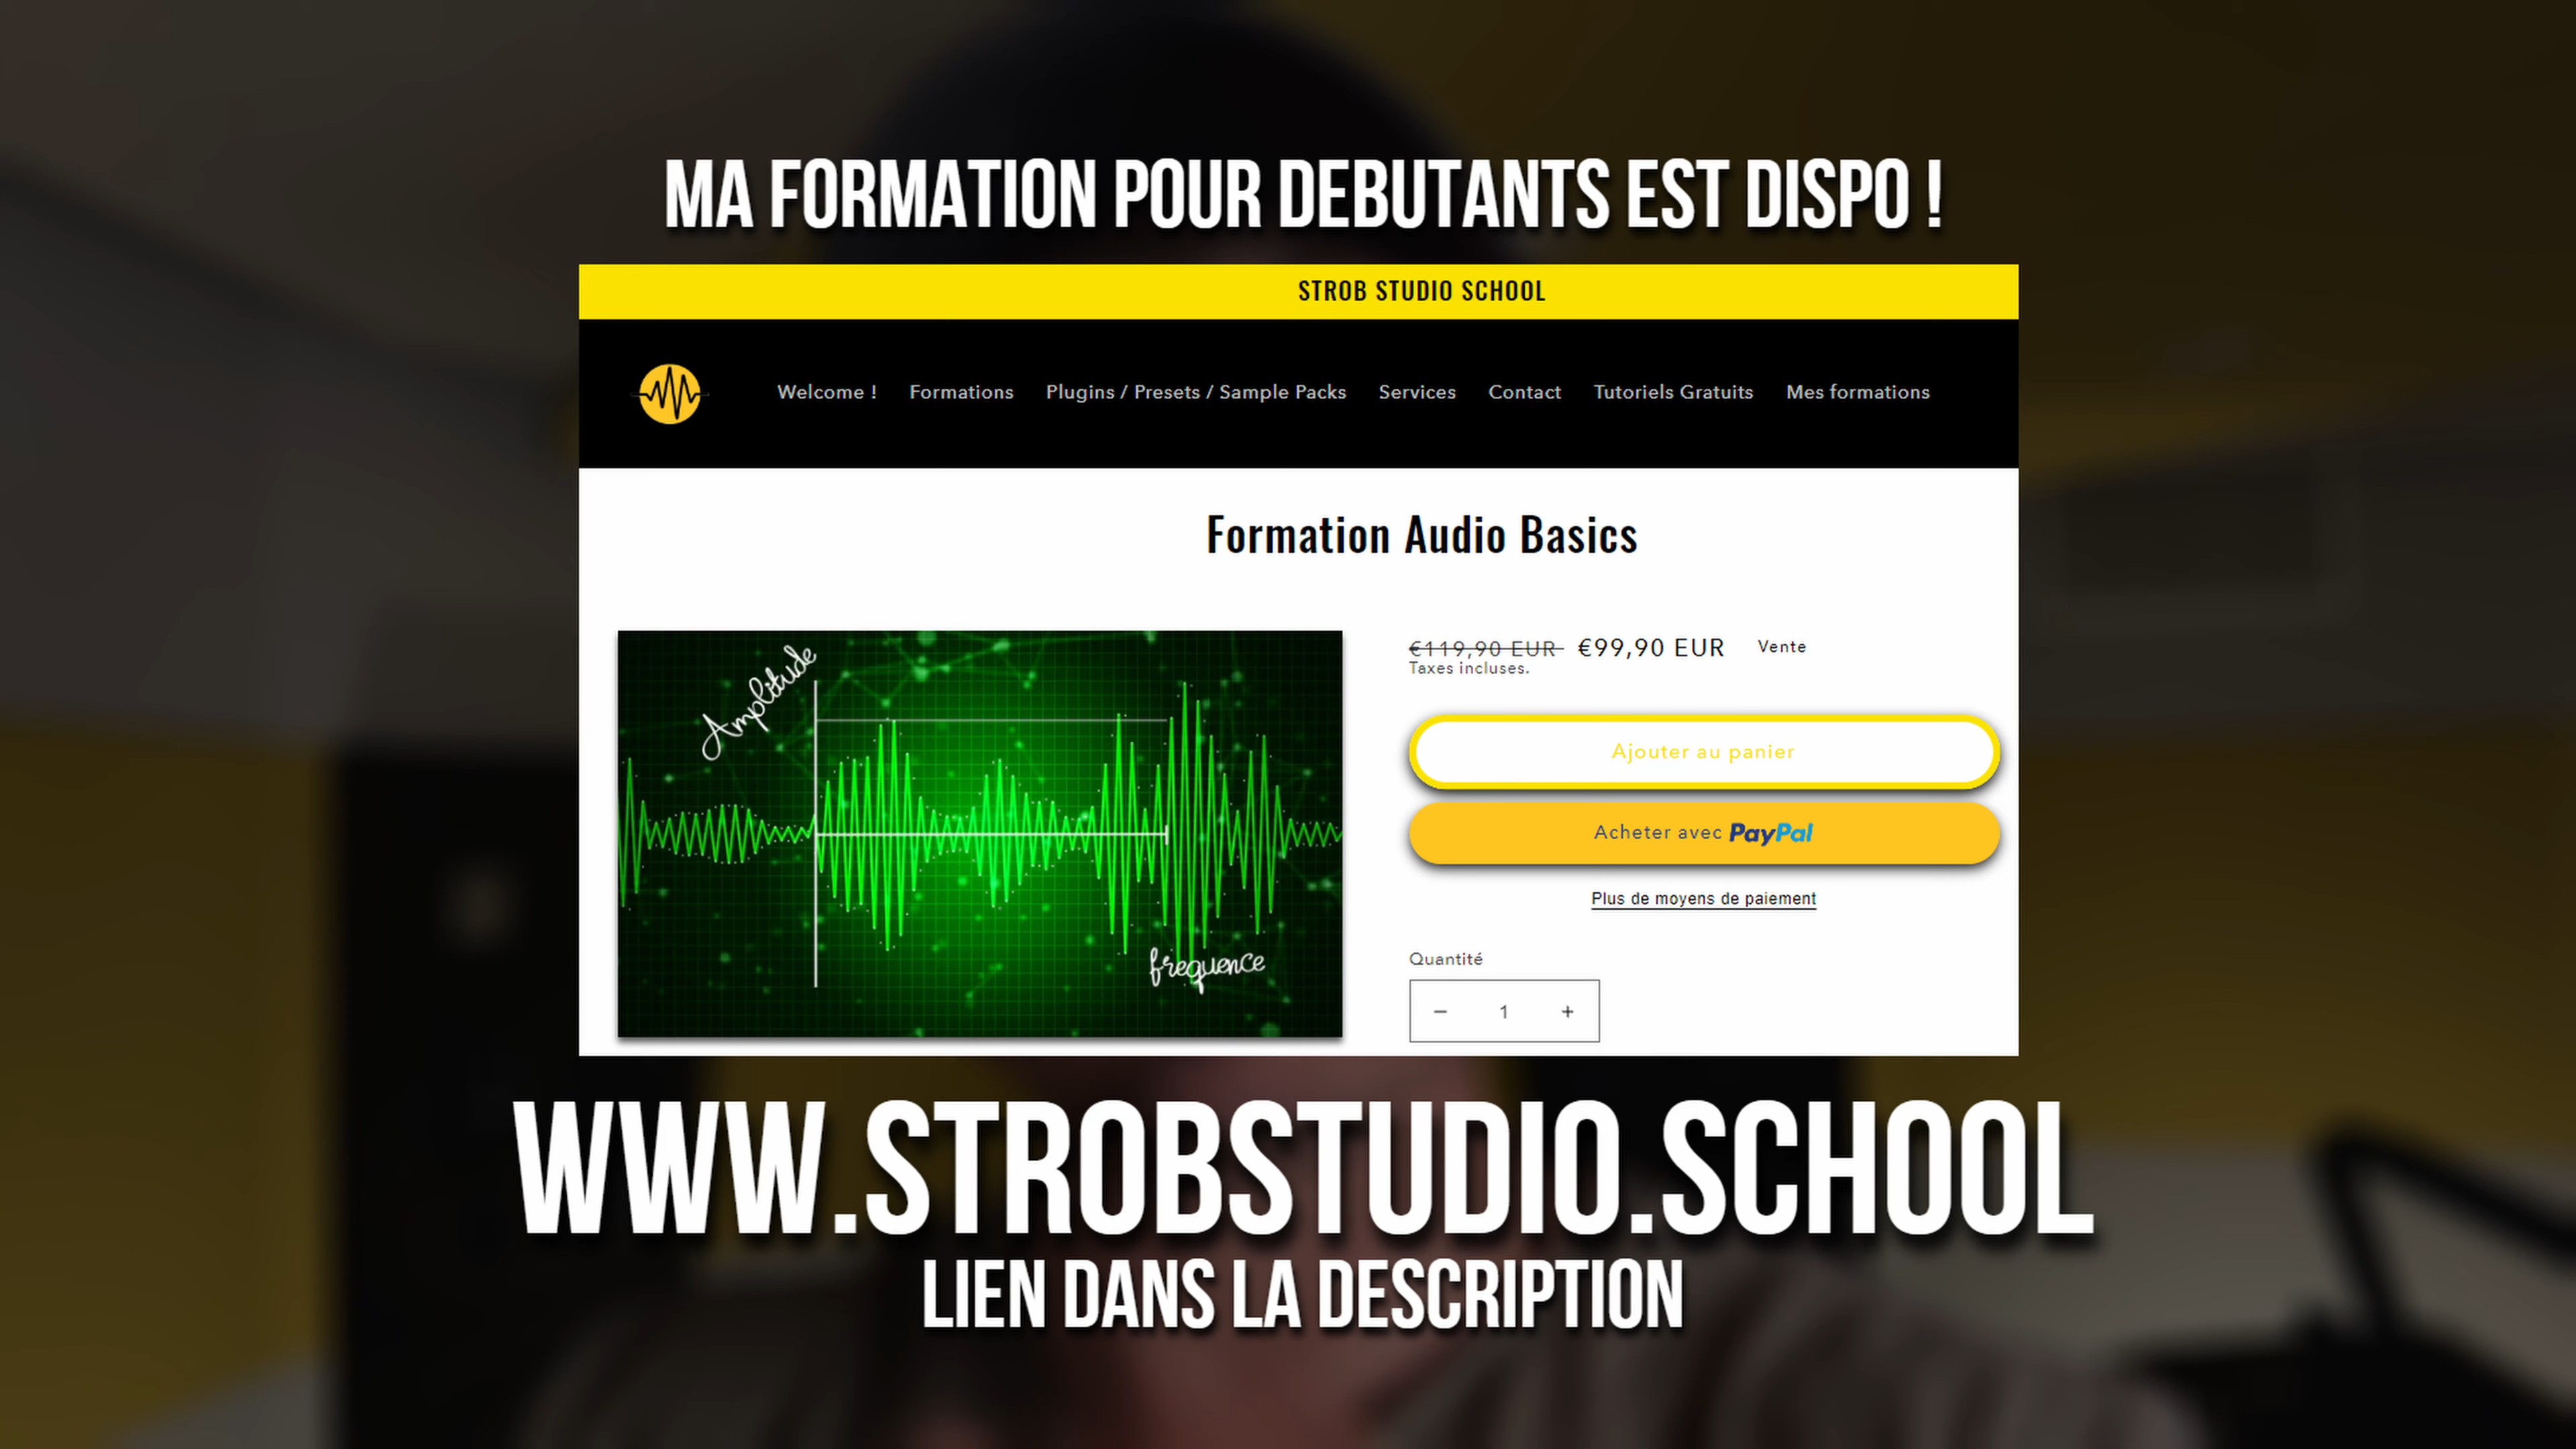 MA FORMATION POUR DEBUTANTS EST DISPO !
STROB STUDIO SCHOOL
Welcome ! Formations Plugins / Presets / Sample Packs Services Contact Tutoriels Gratuits Mes formations
Formation Audio Basics
Amplitude
frequence
€119,90 EUR €99,90 EUR Vente
Taxes incluses.
Ajouter au panier
Acheter avec PayPal
Plus de moyens de paiement
Quantité
− 1 +
WWW.STROBSTUDIO.SCHOOL
LIEN DANS LA DESCRIPTION